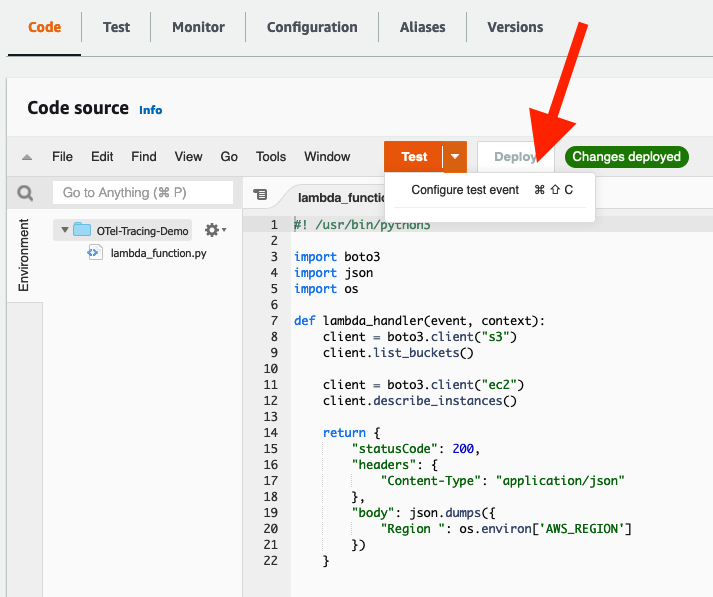 Code Test Monitor Configuration Aliases Versions
Code source Info
File Edit Find View Go Tools Window Test Deploy Changes deployed
Configure test event ⌘ ⇧ C
Go to Anything (⌘ P)
Environment
OTel-Tracing-Demo
lambda_function.py
1 #! /usr/bin/python3
2
3 import boto3
4 import json
5 import os
6
7 def lambda_handler(event, context):
8     client = boto3.client("s3")
9     client.list_buckets()
10
11     client = boto3.client("ec2")
12     client.describe_instances()
13
14     return {
15         "statusCode": 200,
16         "headers": {
17             "Content-Type": "application/json"
18         },
19         "body": json.dumps({
20             "Region ": os.environ['AWS_REGION']
21         })
22     }